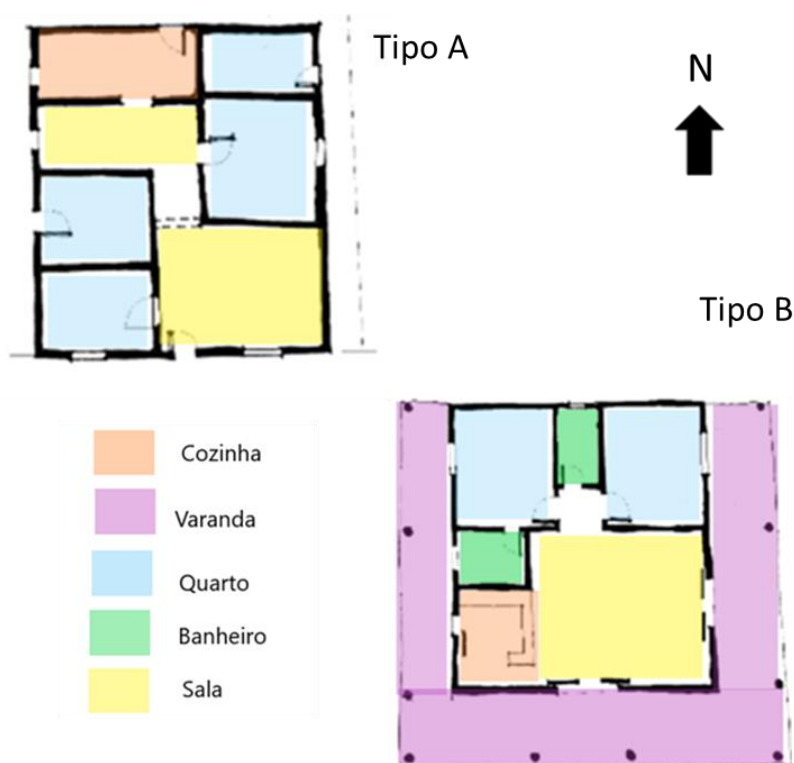 Tipo A
N
Tipo B
Cozinha
Varanda
Quarto
Banheiro
Sala